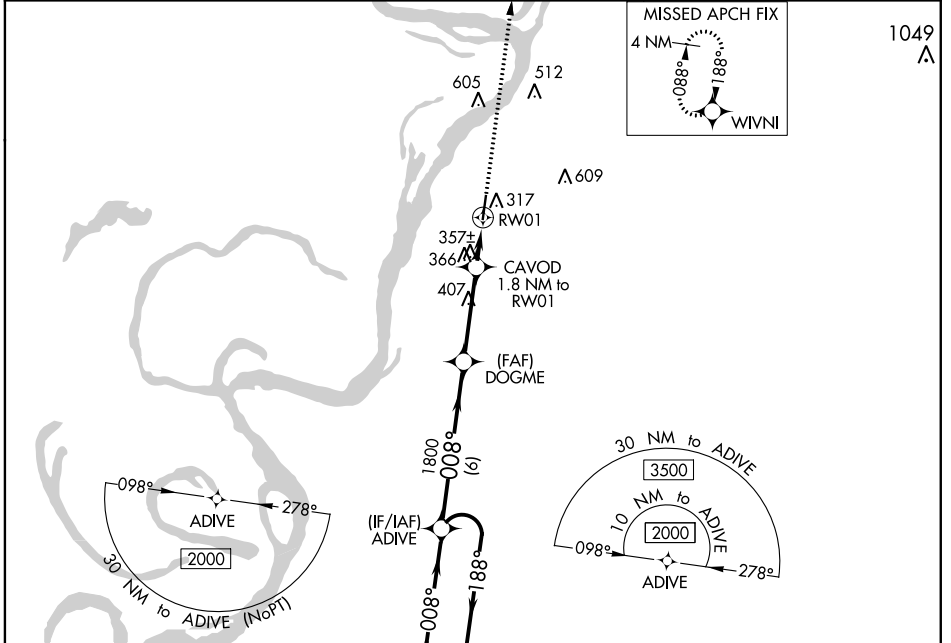 MISSED APCH FIX
4 NM
008°
188°
WIVNI
1049
605
512
609
317
RW01
357±
366
CAVOD
1.8 NM to
RW01
407
(FAF)
DOGME
1800
008°
(6)
(IF/IAF)
ADIVE
188°
008°
098°
278°
ADIVE
2000
30 NM to ADIVE (NoPT)
30 NM to ADIVE
3500
10 NM to ADIVE
2000
098°
278°
ADIVE